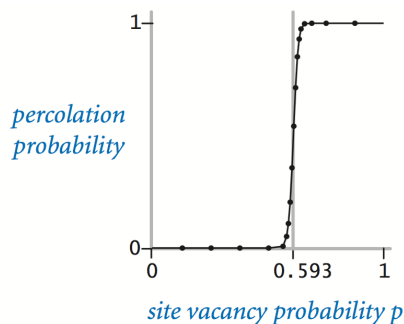 1
percolation
probability
0
0 0.593 1
site vacancy probability p